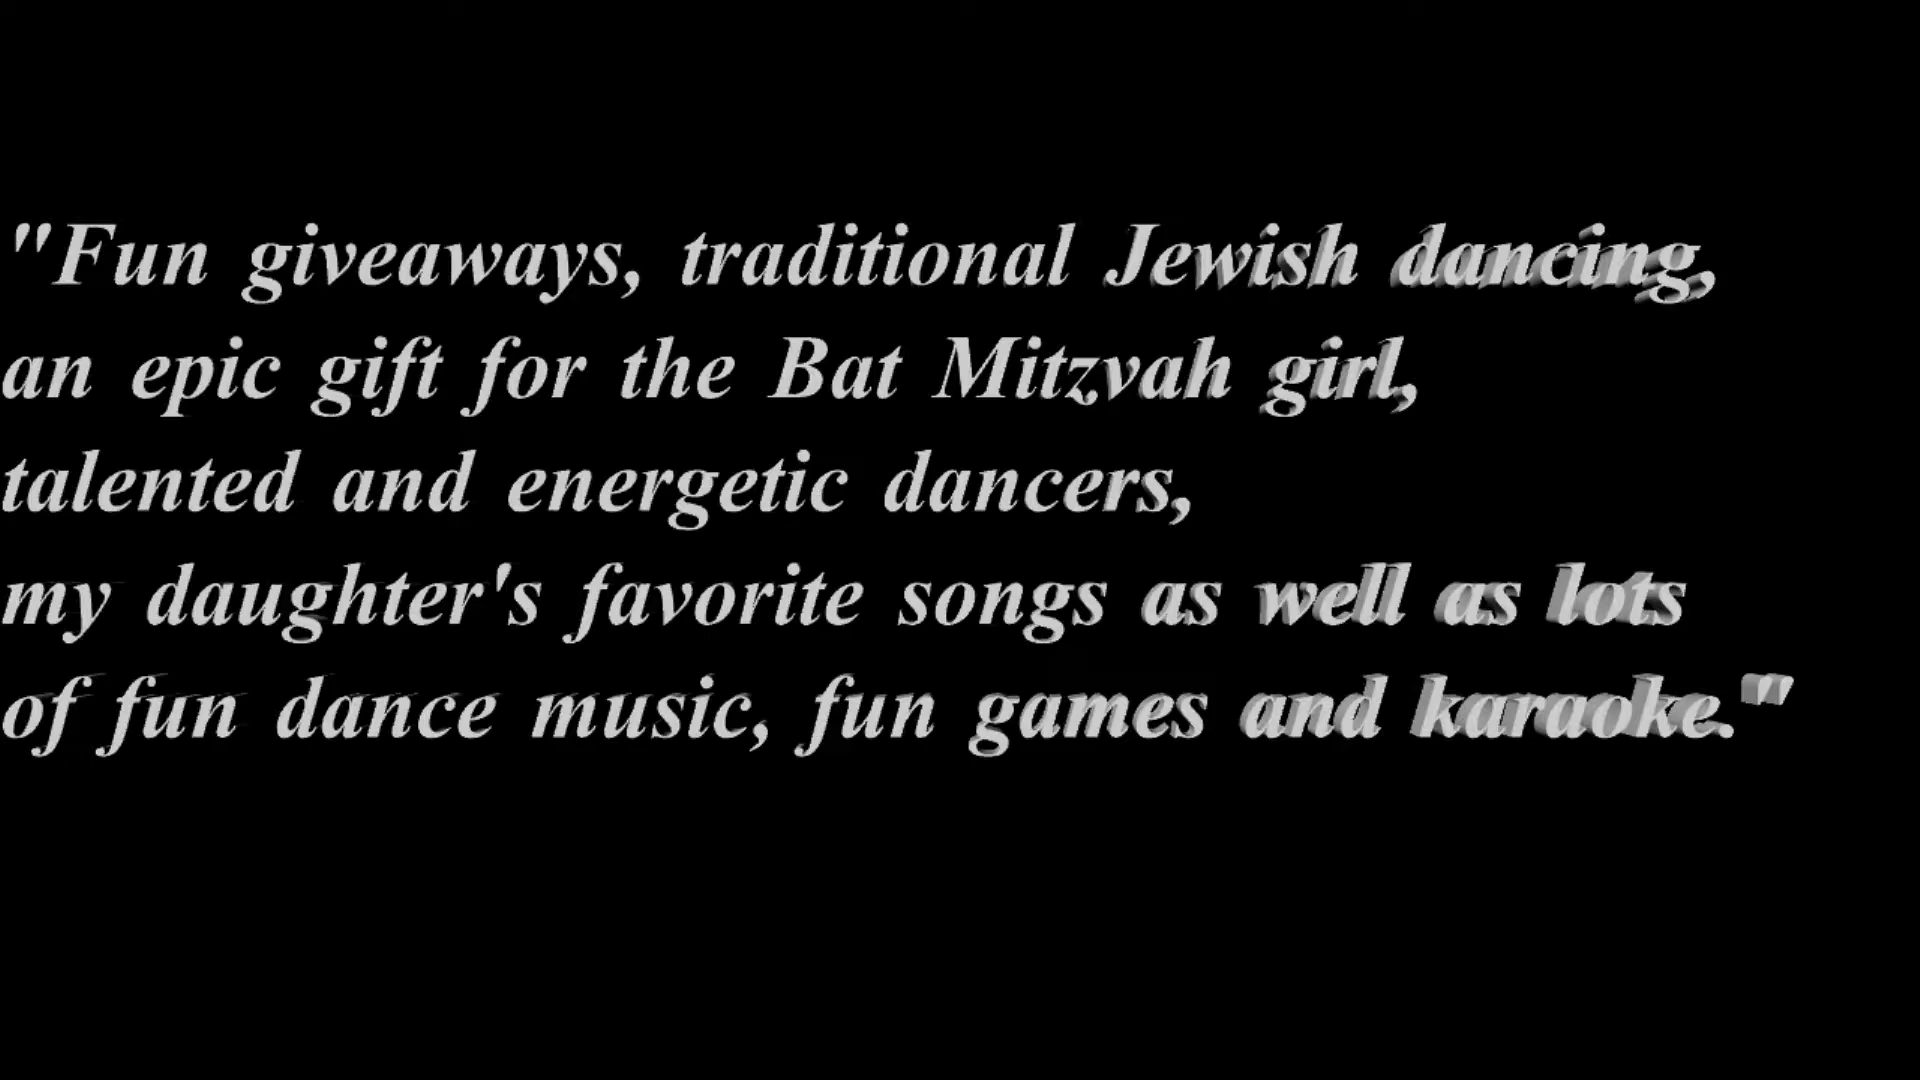 "Fun giveaways, traditional Jewish dancing,
an epic gift for the Bat Mitzvah girl,
talented and energetic dancers,
my daughter's favorite songs as well as lots
of fun dance music, fun games and karaoke."